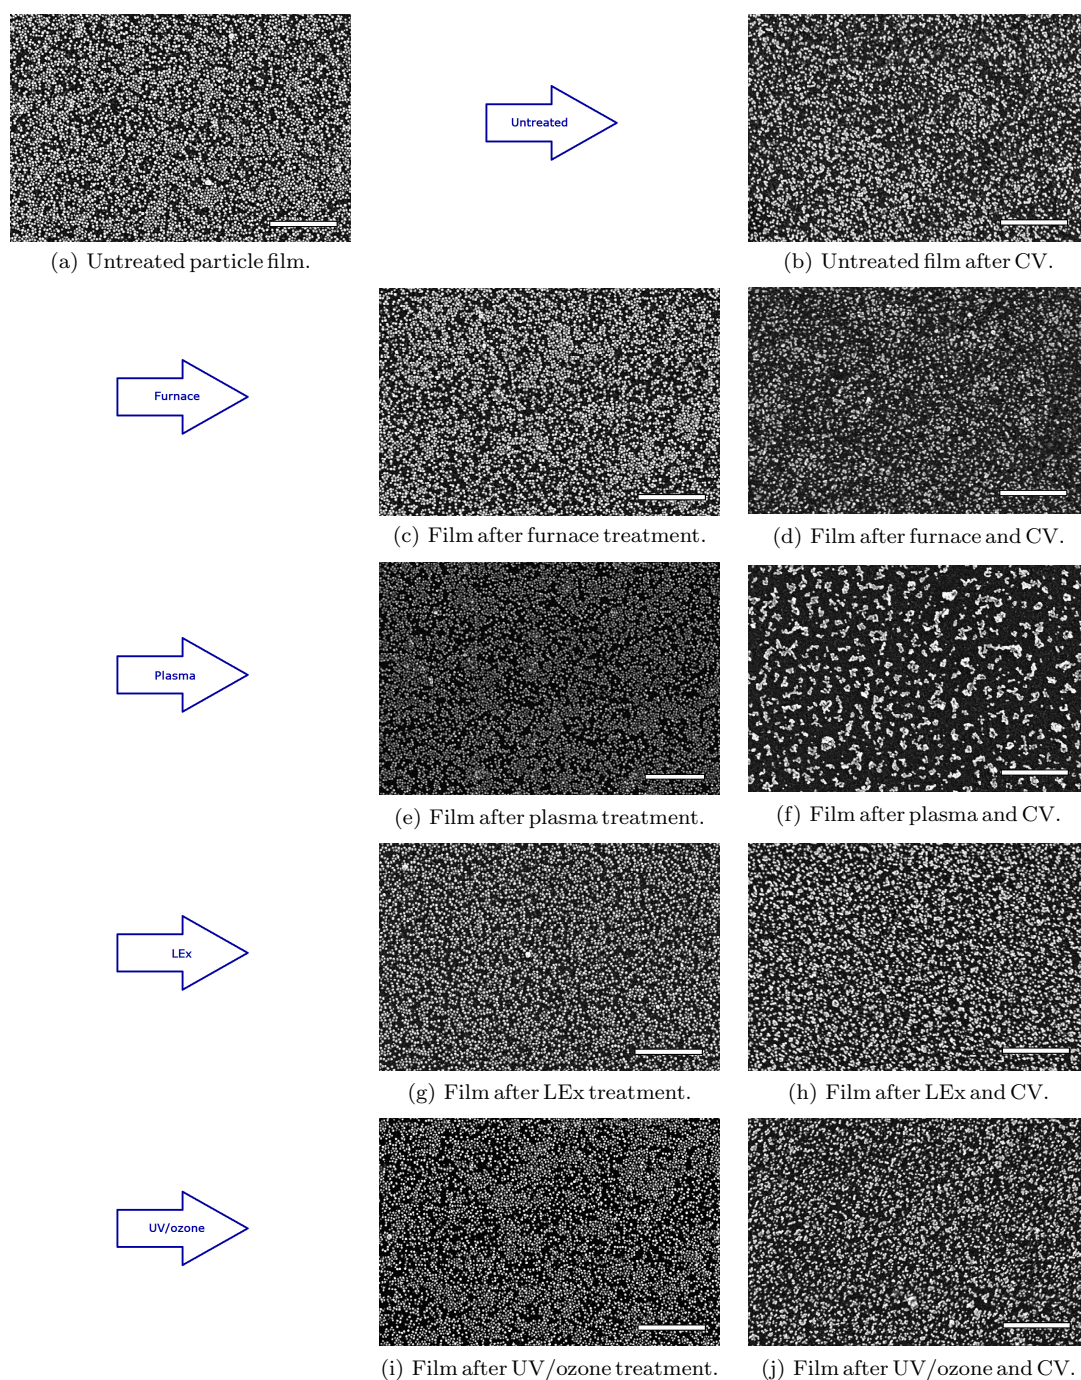 Untreated
(a) Untreated particle film.
(b) Untreated film after CV.
Furnace
(c) Film after furnace treatment.
(d) Film after furnace and CV.
Plasma
(e) Film after plasma treatment.
(f) Film after plasma and CV.
LEx
(g) Film after LEx treatment.
(h) Film after LEx and CV.
UV/ozone
(i) Film after UV/ozone treatment.
(j) Film after UV/ozone and CV.